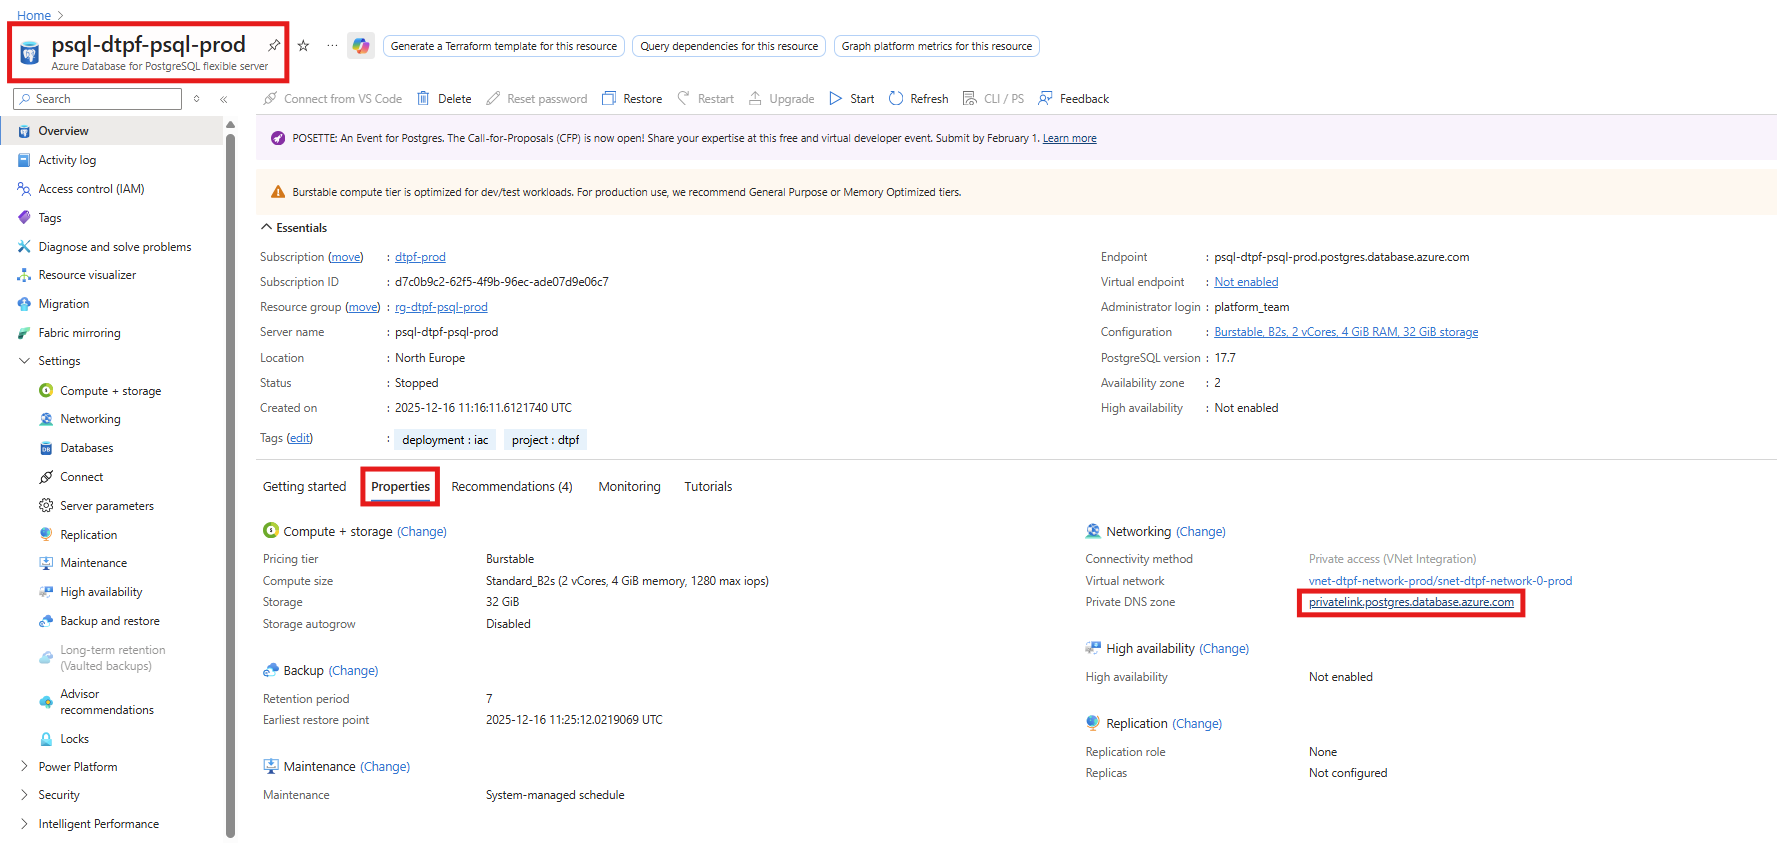 Home >
psql-dtpf-psql-prod
Azure Database for PostgreSQL flexible server
Generate a Terraform template for this resource
Query dependencies for this resource
Graph platform metrics for this resource
Search
Connect from VS Code
Delete
Reset password
Restore
Restart
Upgrade
Start
Refresh
CLI / PS
Feedback
Overview
Activity log
Access control (IAM)
Tags
Diagnose and solve problems
Resource visualizer
Migration
Fabric mirroring
Settings
Compute + storage
Networking
Databases
Connect
Server parameters
Replication
Maintenance
High availability
Backup and restore
Long-term retention
(Vaulted backups)
Advisor
recommendations
Locks
Power Platform
Security
Intelligent Performance
POSETTE: An Event for Postgres. The Call-for-Proposals (CFP) is now open! Share your expertise at this free and virtual developer event. Submit by February 1. Learn more
Burstable compute tier is optimized for dev/test workloads. For production use, we recommend General Purpose or Memory Optimized tiers.
Essentials
Subscription (move) : dtpf-prod
Subscription ID : d7c0b9c2-62f5-4f9b-96ec-ade07d9e06c7
Resource group (move) : rg-dtpf-psql-prod
Server name : psql-dtpf-psql-prod
Location : North Europe
Status : Stopped
Created on : 2025-12-16 11:16:11.6121740 UTC
Tags (edit) : deployment : iac project : dtpf
Endpoint : psql-dtpf-psql-prod.postgres.database.azure.com
Virtual endpoint : Not enabled
Administrator login : platform_team
Configuration : Burstable, B2s, 2 vCores, 4 GiB RAM, 32 GiB storage
PostgreSQL version : 17.7
Availability zone : 2
High availability : Not enabled
Getting started
Properties
Recommendations (4)
Monitoring
Tutorials
Compute + storage (Change)
Pricing tier Burstable
Compute size Standard_B2s (2 vCores, 4 GiB memory, 1280 max iops)
Storage 32 GiB
Storage autogrow Disabled
Backup (Change)
Retention period 7
Earliest restore point 2025-12-16 11:25:12.0219069 UTC
Maintenance (Change)
Maintenance System-managed schedule
Networking (Change)
Connectivity method Private access (VNet Integration)
Virtual network vnet-dtpf-network-prod/snet-dtpf-network-0-prod
Private DNS zone privatelink.postgres.database.azure.com
High availability (Change)
High availability Not enabled
Replication (Change)
Replication role None
Replicas Not configured